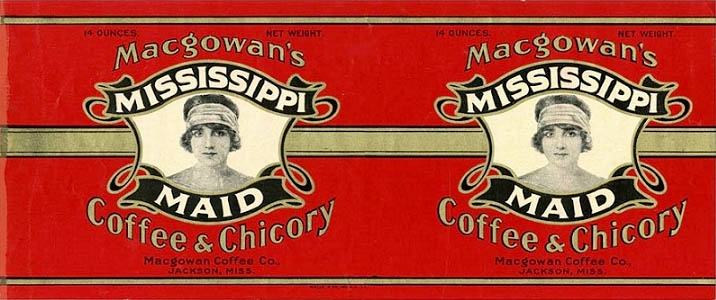 14 OUNCES. NET WEIGHT.
Macgowan's
MISSISSIPPI
MAID
Coffee & Chicory
Macgowan Coffee Co.,
JACKSON, MISS.
14 OUNCES. NET WEIGHT.
Macgowan's
MISSISSIPPI
MAID
Coffee & Chicory
Macgowan Coffee Co.,
JACKSON, MISS.